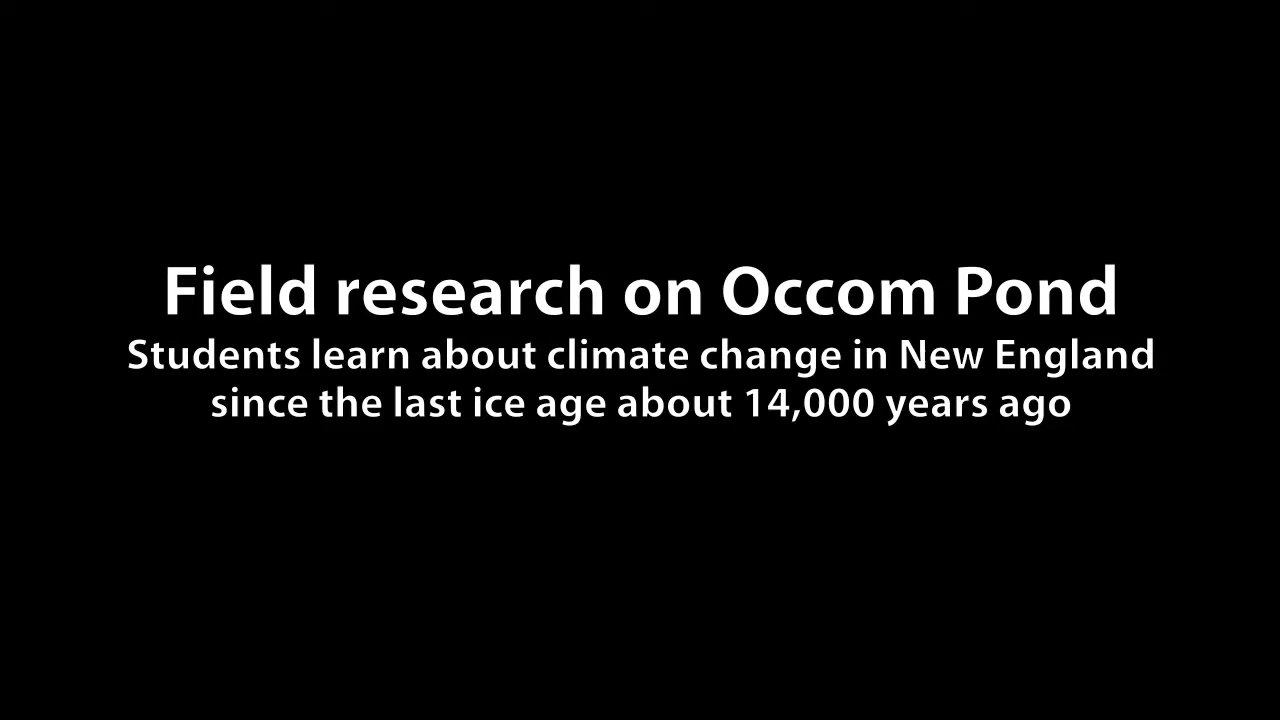 Field research on Occom Pond
Students learn about climate change in New England
since the last ice age about 14,000 years ago